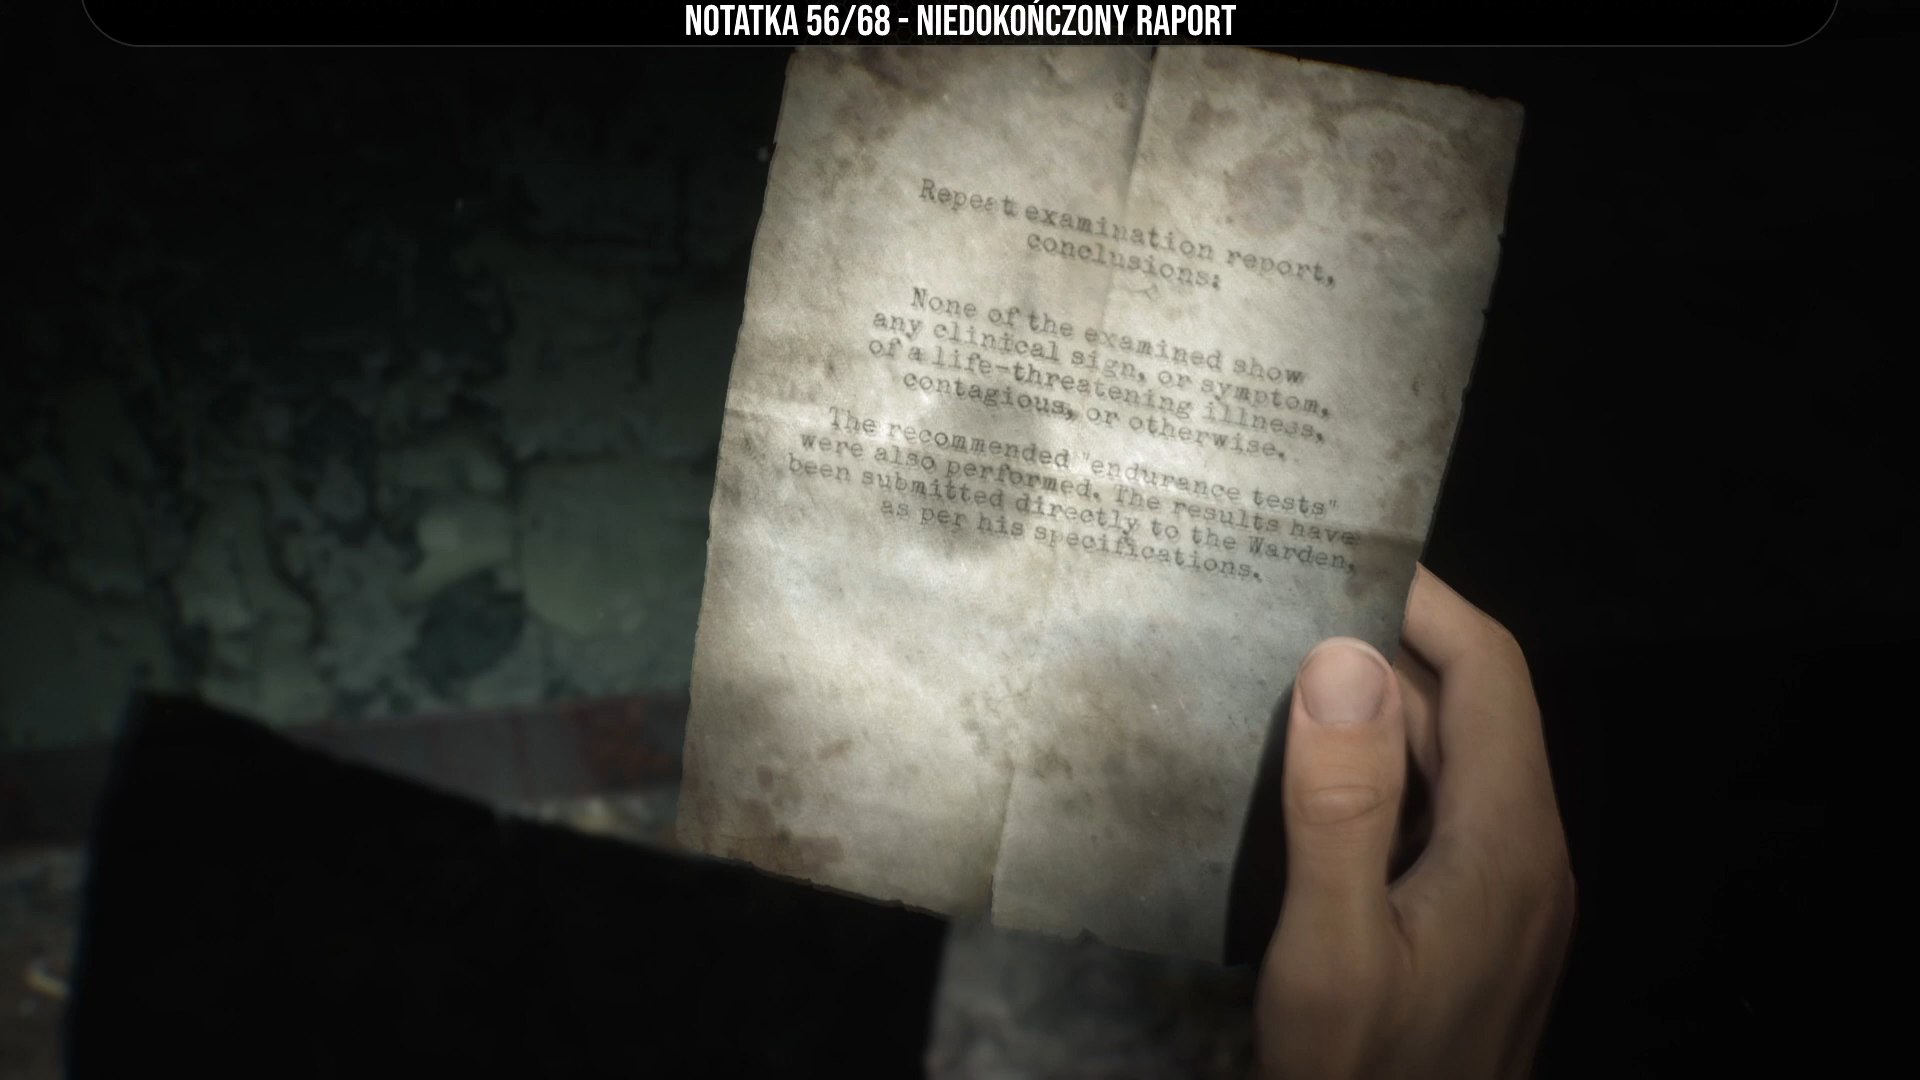 NOTATKA 56/68 - NIEDOKOŃCZONY RAPORT
Repeat examination report,
conclusions:
None of the examined show
any clinical sign, or symptom,
of a life-threatening illness,
contagious, or otherwise.
The recommended "endurance tests"
were also performed. The results have
been submitted directly to the Warden,
as per his specifications.